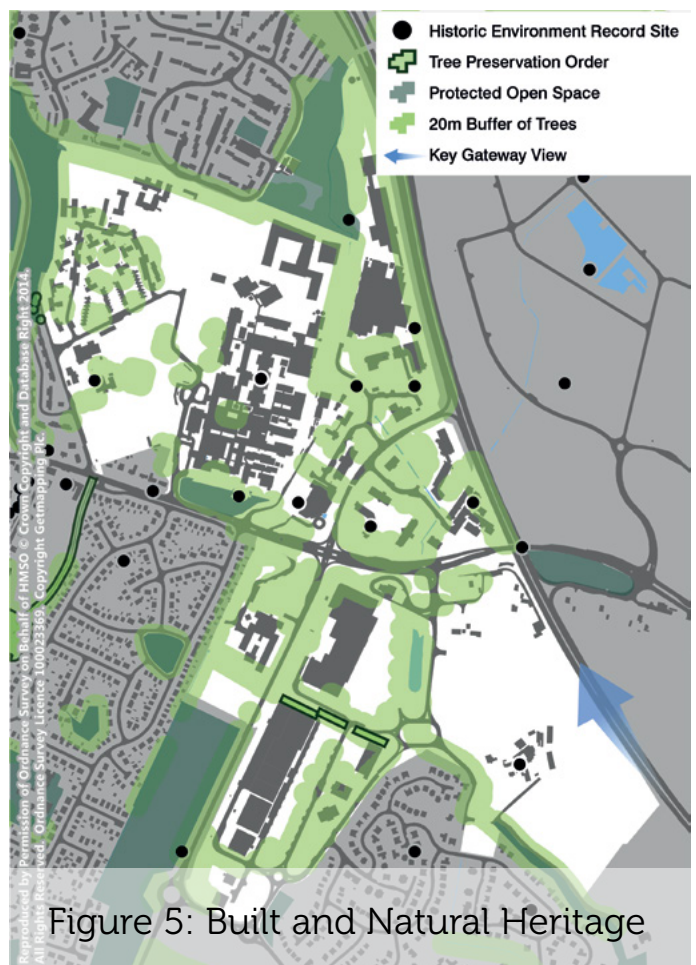 Historic Environment Record Site
Tree Preservation Order
Protected Open Space
20m Buffer of Trees
Key Gateway View
Reproduced by Permission of Ordnance Survey on Behalf of HMSO © Crown Copyright and Database Right 2014.
All Rights Reserved. Ordnance Survey Licence 100023369. Copyright Getmapping Plc.
Figure 5: Built and Natural Heritage